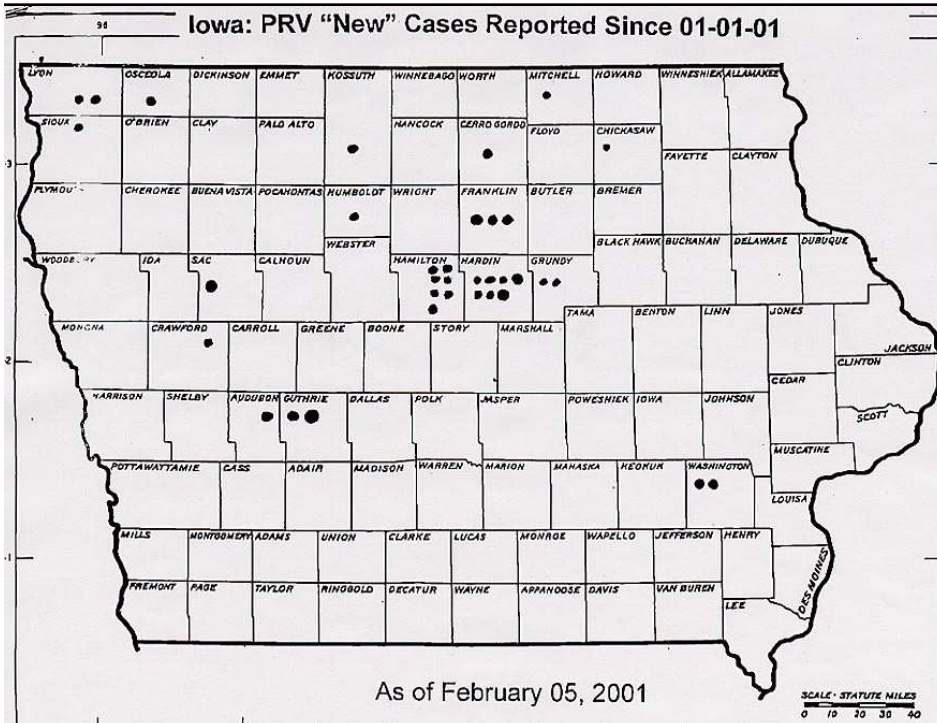 96
Iowa: PRV “New” Cases Reported Since 01-01-01
LYON OSCEOLA DICKINSON EMMET KOSSUTH WINNEBAGO WORTH MITCHELL HOWARD WINNESHIEK ALLAMAKEE
SIOUX O'BRIEN CLAY PALO ALTO HANCOCK CERRO GORDO FLOYD CHICKASAW
FAYETTE CLAYTON
3
CHEROKEE BUENA VISTA POCAHONTAS HUMBOLDT WRIGHT FRANKLIN BUTLER BREMER
WEBSTER BLACK HAWK BUCHANAN DELAWARE DUBUQUE
IDA SAC CALHOUN HAMILTON HARDIN GRUNDY
CRAWFORD CARROLL GREENE BOONE STORY MARSHALL TAMA BENTON LINN JONES
JACKSON
2
CLINTON
CEDAR
HARRISON SHELBY AUDUBON GUTHRIE DALLAS POLK JASPER POWESHIEK IOWA JOHNSON
SCOTT
MUSCATINE
POTTAWATTAMIE CASS ADAIR MADISON WARREN MARION MAHASKA KEOKUK WASHINGTON
LOUISA
MILLS MONTGOMERY ADAMS UNION CLARKE LUCAS MONROE WAPELLO JEFFERSON HENRY
1
DES MOINES
FREMONT PAGE TAYLOR RINGGOLD DECATUR WAYNE APPANOOSE DAVIS VAN BUREN
LEE
As of February 05, 2001
SCALE - STATUTE MILES
0 10 20 30 40